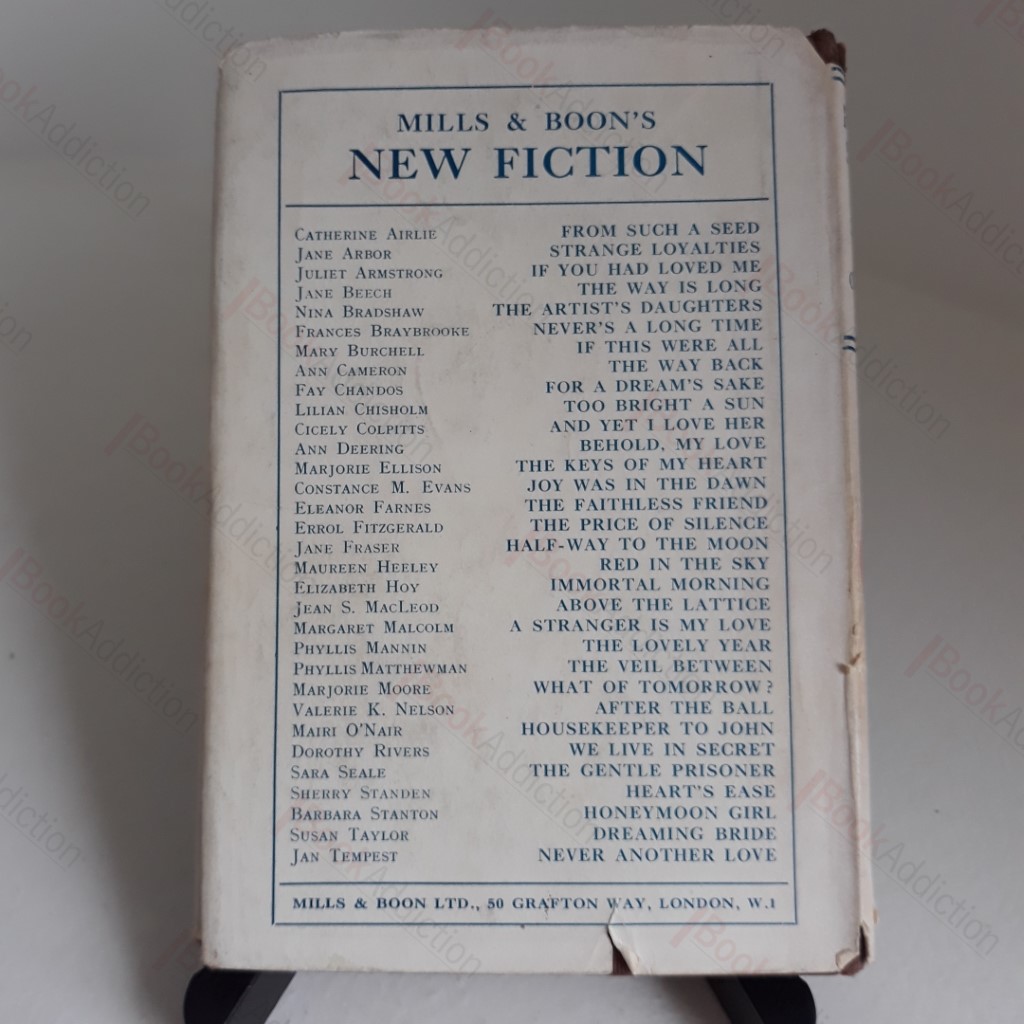 MILLS & BOON'S
NEW FICTION
CATHERINE AIRLIE FROM SUCH A SEED
JANE ARBOR STRANGE LOYALTIES
JULIET ARMSTRONG IF YOU HAD LOVED ME
JANE BEECH THE WAY IS LONG
NINA BRADSHAW THE ARTIST'S DAUGHTERS
FRANCES BRAYBROOKE NEVER'S A LONG TIME
MARY BURCHELL IF THIS WERE ALL
ANN CAMERON THE WAY BACK
FAY CHANDOS FOR A DREAM'S SAKE
LILIAN CHISHOLM TOO BRIGHT A SUN
CICELY COLPITTS AND YET I LOVE HER
ANN DEERING BEHOLD, MY LOVE
MARJORIE ELLISON THE KEYS OF MY HEART
CONSTANCE M. EVANS JOY WAS IN THE DAWN
ELEANOR FARNES THE FAITHLESS FRIEND
ERROL FITZGERALD THE PRICE OF SILENCE
JANE FRASER HALF-WAY TO THE MOON
MAUREEN HEELEY RED IN THE SKY
ELIZABETH HOY IMMORTAL MORNING
JEAN S. MACLEOD ABOVE THE LATTICE
MARGARET MALCOLM A STRANGER IS MY LOVE
PHYLLIS MANNIN THE LOVELY YEAR
PHYLLIS MATTHEWMAN THE VEIL BETWEEN
MARJORIE MOORE WHAT OF TOMORROW?
VALERIE K. NELSON AFTER THE BALL
MAIRI O'NAIR HOUSEKEEPER TO JOHN
DOROTHY RIVERS WE LIVE IN SECRET
SARA SEALE THE GENTLE PRISONER
SHERRY STANDEN HEART'S EASE
BARBARA STANTON HONEYMOON GIRL
SUSAN TAYLOR DREAMING BRIDE
JAN TEMPEST NEVER ANOTHER LOVE
MILLS & BOON LTD., 50 GRAFTON WAY, LONDON, W.1
BookAddiction